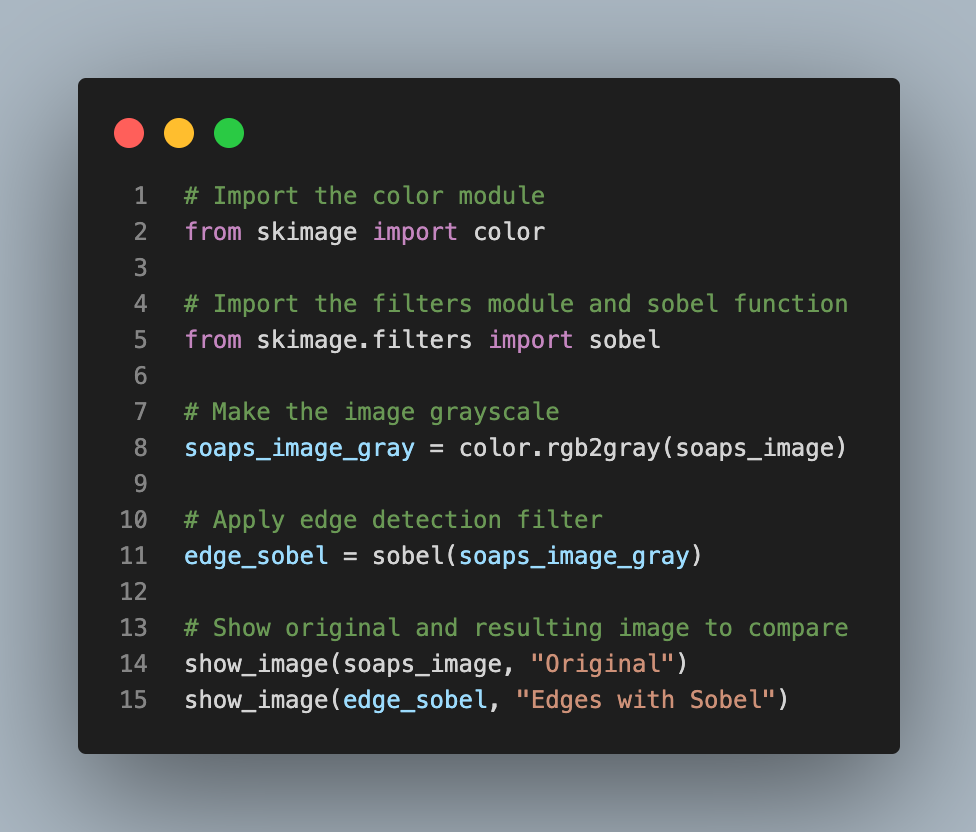 1 # Import the color module
2 from skimage import color
3
4 # Import the filters module and sobel function
5 from skimage.filters import sobel
6
7 # Make the image grayscale
8 soaps_image_gray = color.rgb2gray(soaps_image)
9
10 # Apply edge detection filter
11 edge_sobel = sobel(soaps_image_gray)
12
13 # Show original and resulting image to compare
14 show_image(soaps_image, "Original")
15 show_image(edge_sobel, "Edges with Sobel")